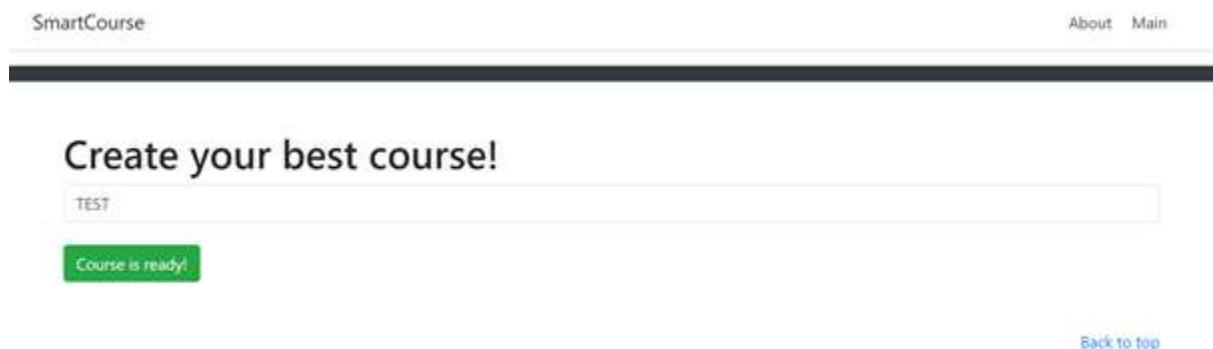 SmartCourse About Main
Create your best course!
TEST
Course is ready!
Back to top